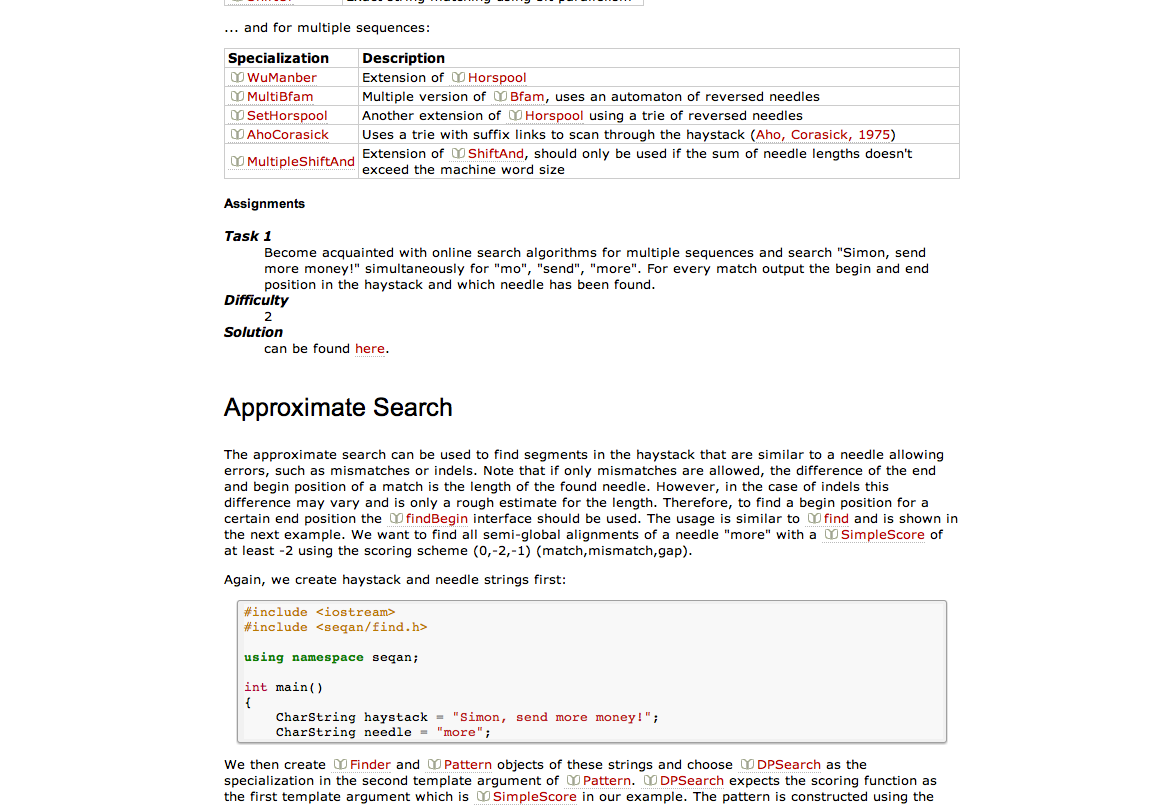 ... and for multiple sequences:
Specialization Description
WuManber Extension of Horspool
MultiBfam Multiple version of Bfam, uses an automaton of reversed needles
SetHorspool Another extension of Horspool using a trie of reversed needles
AhoCorasick Uses a trie with suffix links to scan through the haystack (Aho, Corasick, 1975)
MultipleShiftAnd Extension of ShiftAnd, should only be used if the sum of needle lengths doesn't
exceed the machine word size
Assignments
Task 1
Become acquainted with online search algorithms for multiple sequences and search "Simon, send
more money!" simultaneously for "mo", "send", "more". For every match output the begin and end
position in the haystack and which needle has been found.
Difficulty
2
Solution
can be found here.
Approximate Search
The approximate search can be used to find segments in the haystack that are similar to a needle allowing
errors, such as mismatches or indels. Note that if only mismatches are allowed, the difference of the end
and begin position of a match is the length of the found needle. However, in the case of indels this
difference may vary and is only a rough estimate for the length. Therefore, to find a begin position for a
certain end position the findBegin interface should be used. The usage is similar to find and is shown in
the next example. We want to find all semi-global alignments of a needle "more" with a SimpleScore of
at least -2 using the scoring scheme (0,-2,-1) (match,mismatch,gap).
Again, we create haystack and needle strings first:
#include <iostream>
#include <seqan/find.h>
using namespace seqan;
int main()
{
CharString haystack = "Simon, send more money!";
CharString needle = "more";
We then create Finder and Pattern objects of these strings and choose DPSearch as the
specialization in the second template argument of Pattern. DPSearch expects the scoring function as
the first template argument which is SimpleScore in our example. The pattern is constructed using the